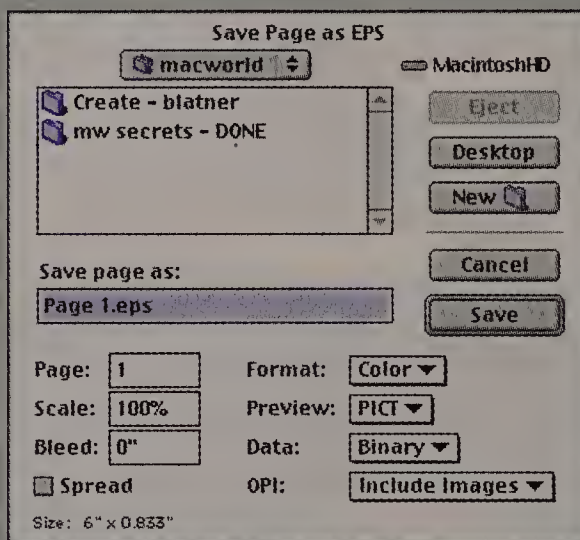 Save Page as EPS
macworld
MacintoshHD
Create - blatner
mw secrets - DONE
Eject
Desktop
New
Save page as:
Page 1.eps
Cancel
Save
Page: 1
Format: Color
Scale: 100%
Preview: PICT
Bleed: 0"
Data: Binary
Spread
OPI: Include Images
Size: 6" x 0.833"